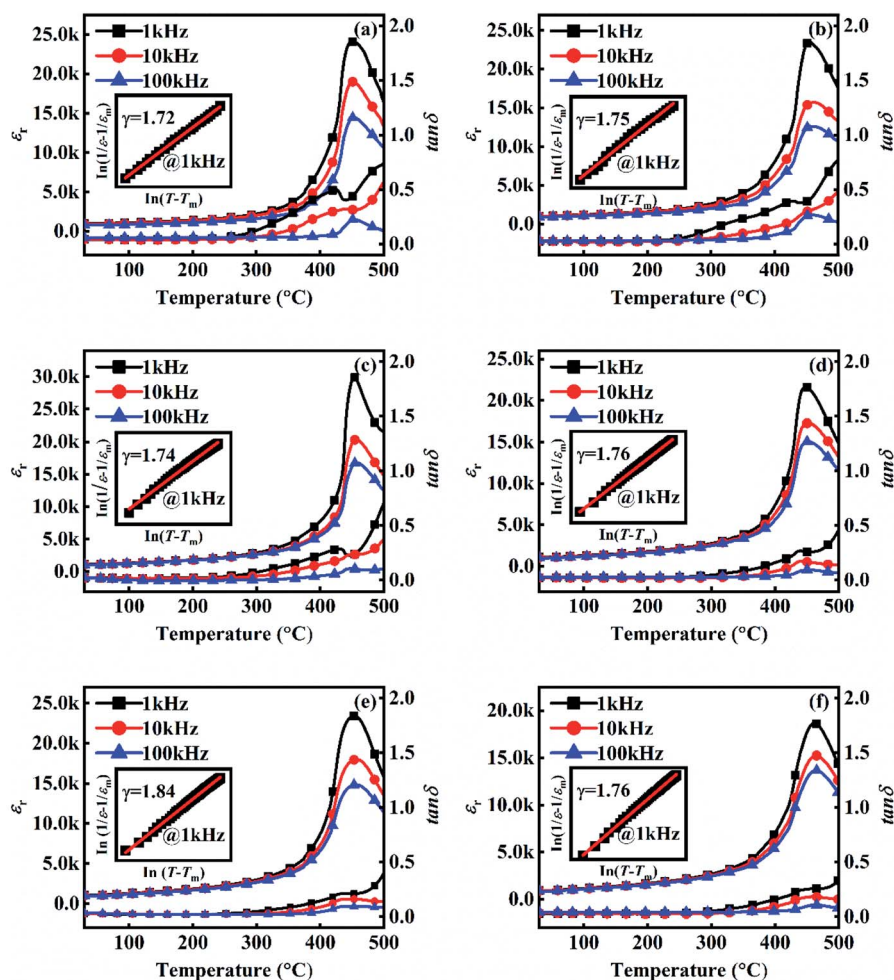 (a)
1kHz
10kHz
100kHz
25.0k
20.0k
15.0k
10.0k
5.0k
0.0
εr
2.0
1.5
1.0
0.5
0.0
tanδ
γ=1.72
@1kHz
ln(1/ε-1/εm)
ln(T-Tm)
100 200 300 400 500
Temperature (°C)
(b)
1kHz
10kHz
100kHz
25.0k
20.0k
15.0k
10.0k
5.0k
0.0
εr
2.0
1.5
1.0
0.5
0.0
tanδ
γ=1.75
@1kHz
ln(1/ε-1/εm)
ln(T-Tm)
100 200 300 400 500
Temperature (°C)
(c)
1kHz
10kHz
100kHz
30.0k
25.0k
20.0k
15.0k
10.0k
5.0k
0.0
εr
2.0
1.5
1.0
0.5
0.0
tanδ
γ=1.74
@1kHz
ln(1/ε-1/εm)
ln(T-Tm)
100 200 300 400 500
Temperature (°C)
(d)
1kHz
10kHz
100kHz
25.0k
20.0k
15.0k
10.0k
5.0k
0.0
εr
2.0
1.5
1.0
0.5
0.0
tanδ
γ=1.76
@1kHz
ln(1/ε-1/εm)
ln(T-Tm)
100 200 300 400 500
Temperature (°C)
(e)
1kHz
10kHz
100kHz
25.0k
20.0k
15.0k
10.0k
5.0k
0.0
εr
2.0
1.5
1.0
0.5
0.0
tanδ
γ=1.84
@1kHz
ln (1/ε-1/εm)
ln (T-Tm)
100 200 300 400 500
Temperature (°C)
(f)
1kHz
10kHz
100kHz
20.0k
15.0k
10.0k
5.0k
0.0
εr
2.0
1.5
1.0
0.5
0.0
tanδ
γ=1.76
@1kHz
ln(1/ε-1/εm)
ln(T-Tm)
100 200 300 400 500
Temperature (°C)